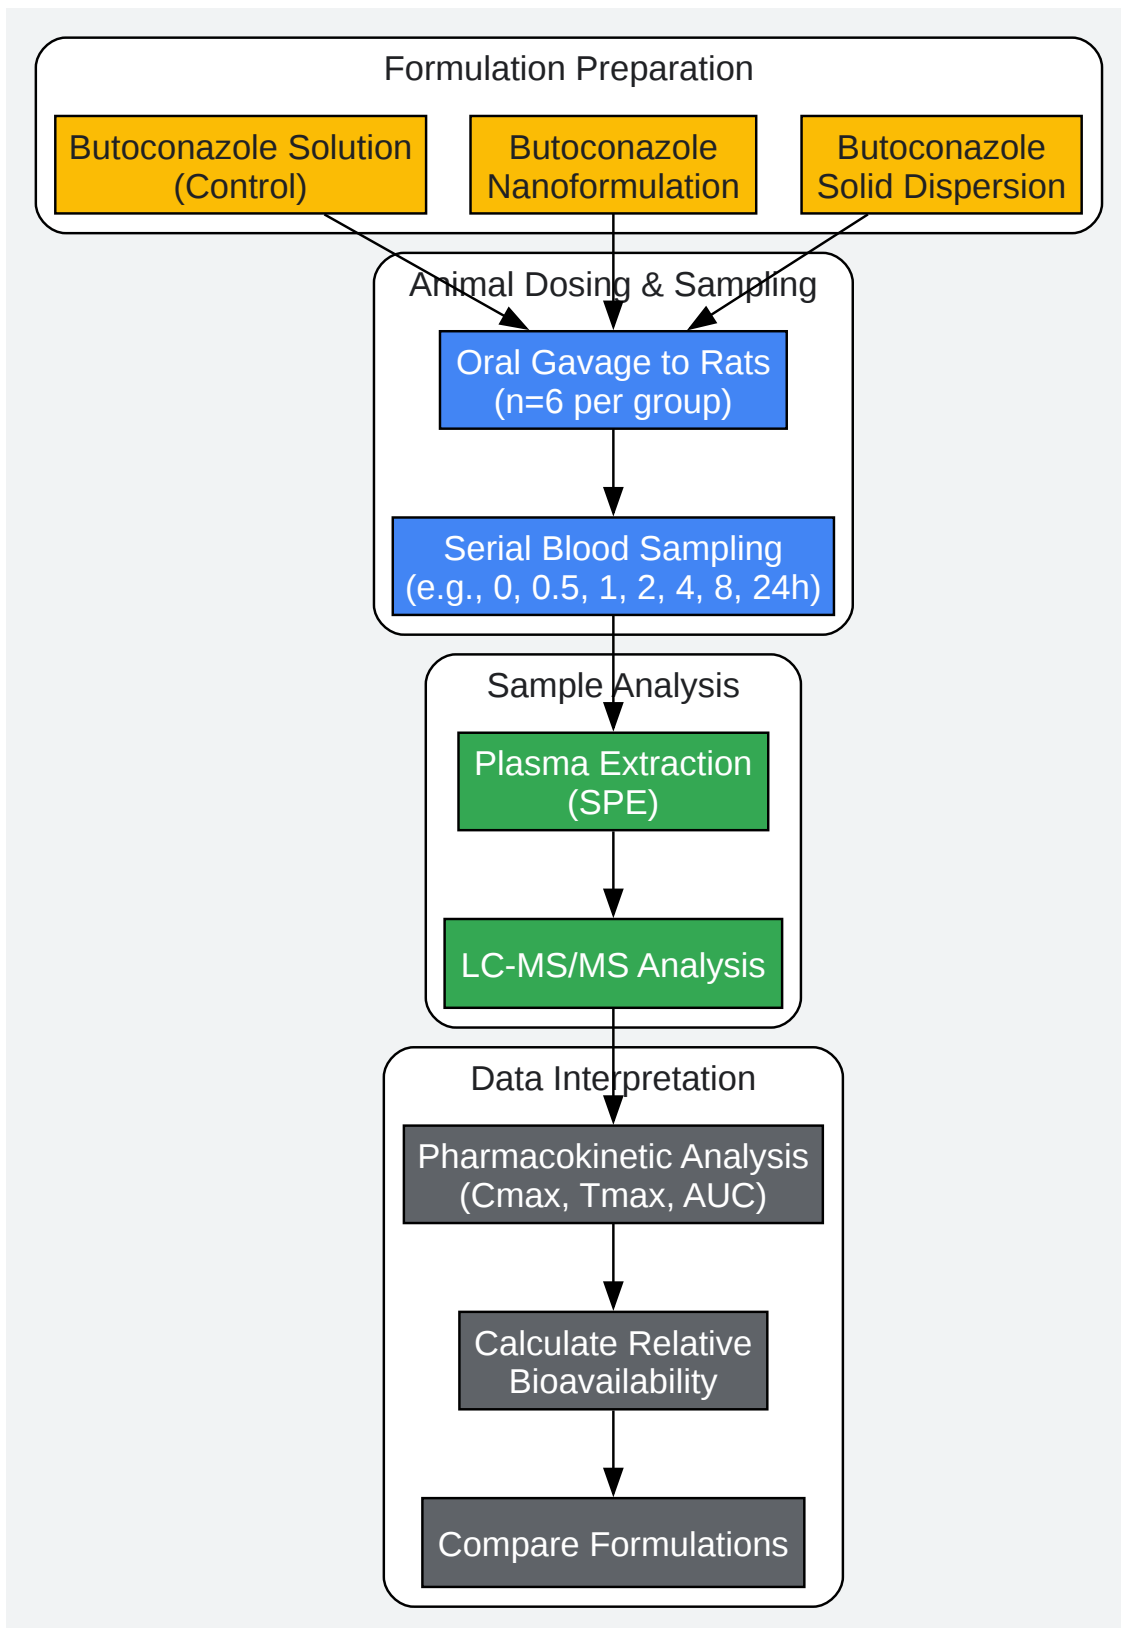 Formulation Preparation
Butoconazole Solution
(Control)
Butoconazole
Nanoformulation
Butoconazole
Solid Dispersion
Animal Dosing & Sampling
Oral Gavage to Rats
(n=6 per group)
Serial Blood Sampling
(e.g., 0, 0.5, 1, 2, 4, 8, 24h)
Sample Analysis
Plasma Extraction
(SPE)
LC-MS/MS Analysis
Data Interpretation
Pharmacokinetic Analysis
(Cmax, Tmax, AUC)
Calculate Relative
Bioavailability
Compare Formulations